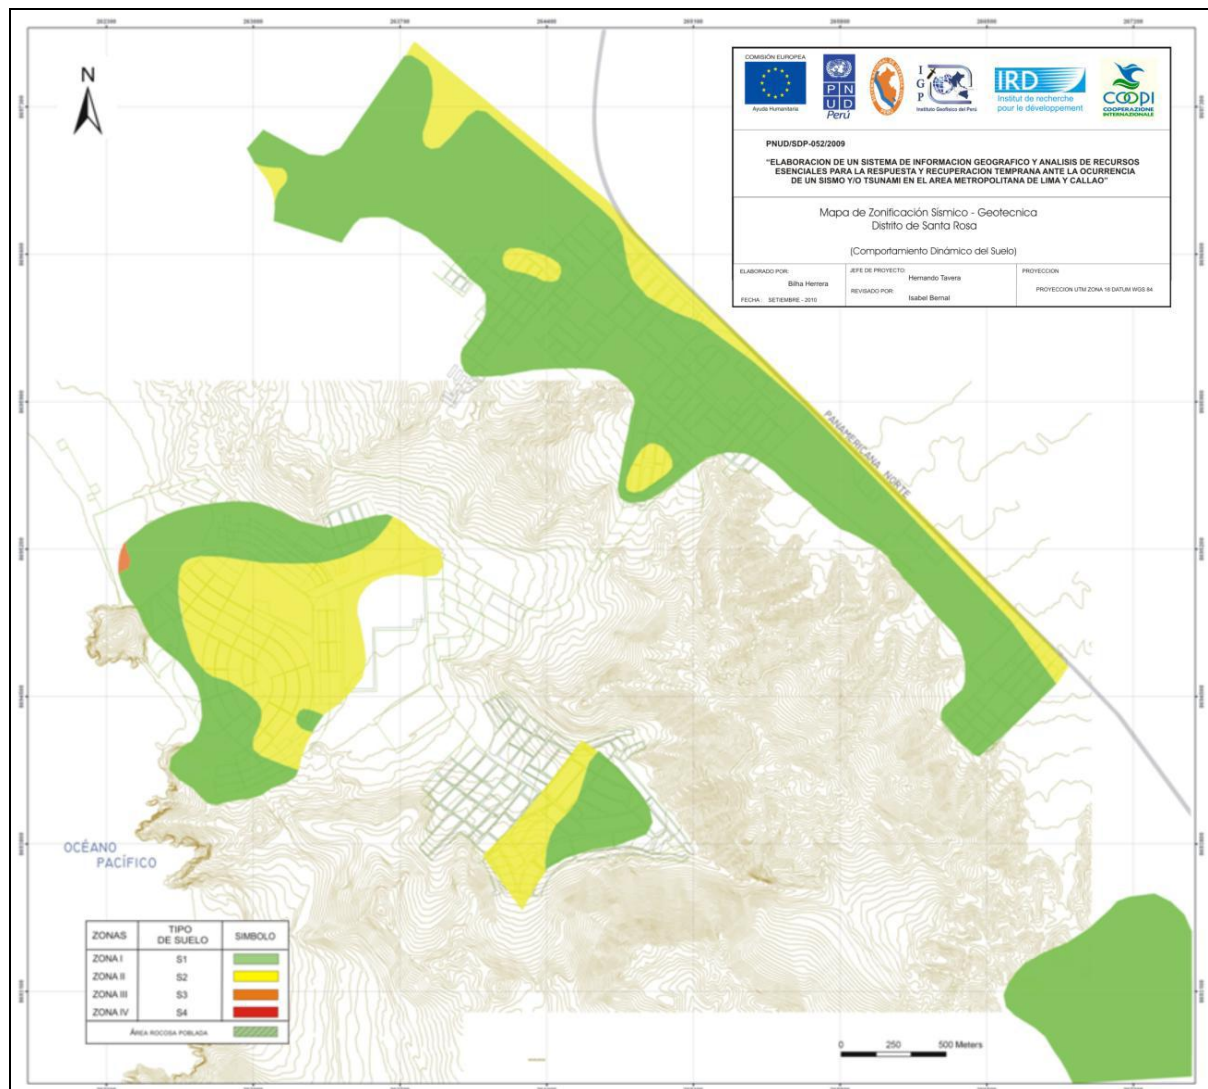 N
COMISIÓN EUROPEA
Ayuda Humanitaria
P N
U D
Perú
I
G
P
Instituto Geofísico del Perú
IRD
Institut de recherche
pour le développement
COOPI
COOPERAZIONE
INTERNAZIONALE
PNUD/SDP-052/2009
"ELABORACION DE UN SISTEMA DE INFORMACION GEOGRAFICO Y ANALISIS DE RECURSOS
ESENCIALES PARA LA RESPUESTA Y RECUPERACION TEMPRANA ANTE LA OCURRENCIA
DE UN SISMO Y/O TSUNAMI EN EL AREA METROPOLITANA DE LIMA Y CALLAO"
Mapa de Zonificación Sísmico - Geotecnica
Distrito de Santa Rosa
(Comportamiento Dinámico del Suelo)
ELABORADO POR:
Bilha Herrera
FECHA: SETIEMBRE - 2010
JEFE DE PROYECTO:
Hernando Tavera
REVISADO POR:
Isabel Bernal
PROYECCION
PROYECCION UTM ZONA 18 DATUM WGS 84
PANAMERICANA NORTE
OCÉANO
PACÍFICO
ZONAS TIPO DE SUELO SIMBOLO
ZONA I S1
ZONA II S2
ZONA III S3
ZONA IV S4
ÁREA ROCOSA POBLADA
0 250 500 Meters